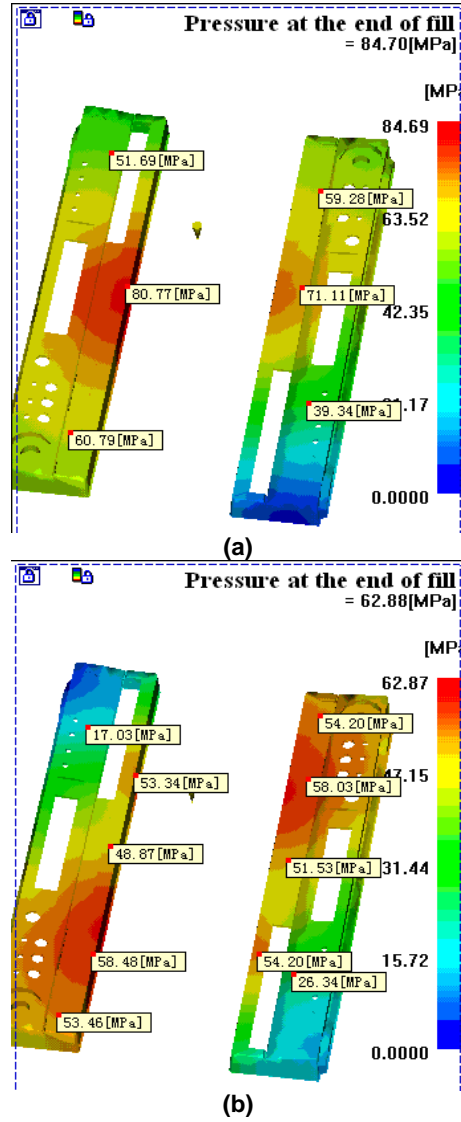 Pressure at the end of fill
= 84.70[MPa]
[MP
84.69
51.69[MPa]
59.28[MPa]
63.52
80.77[MPa]
71.11[MPa]
42.35
39.34[MPa]
1.17
60.79[MPa]
0.0000
(a)
Pressure at the end of fill
= 62.88[MPa]
[MP
62.87
54.20[MPa]
17.03[MPa]
53.34[MPa]
58.03[MPa]
7.15
48.87[MPa]
51.53[MPa]
31.44
58.48[MPa]
54.20[MPa]
15.72
26.34[MPa]
53.46[MPa]
0.0000
(b)